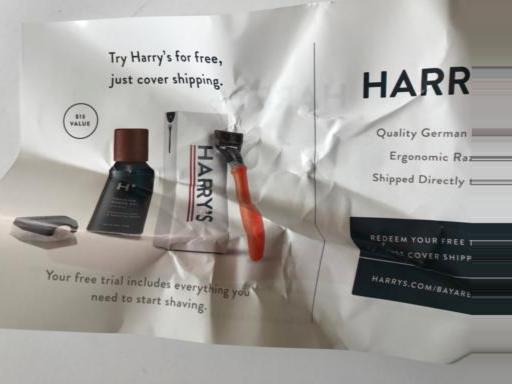 Try Harry's for free,
just cover shipping.
$15
VALUE
H'
HARRY'S
Your free trial includes everything you
need to start shaving.
HARR
Quality German
Ergonomic Raz
Shipped Directly
REDEEM YOUR FREE
COVER SHIPP
HARRYS.COM/BAYARE